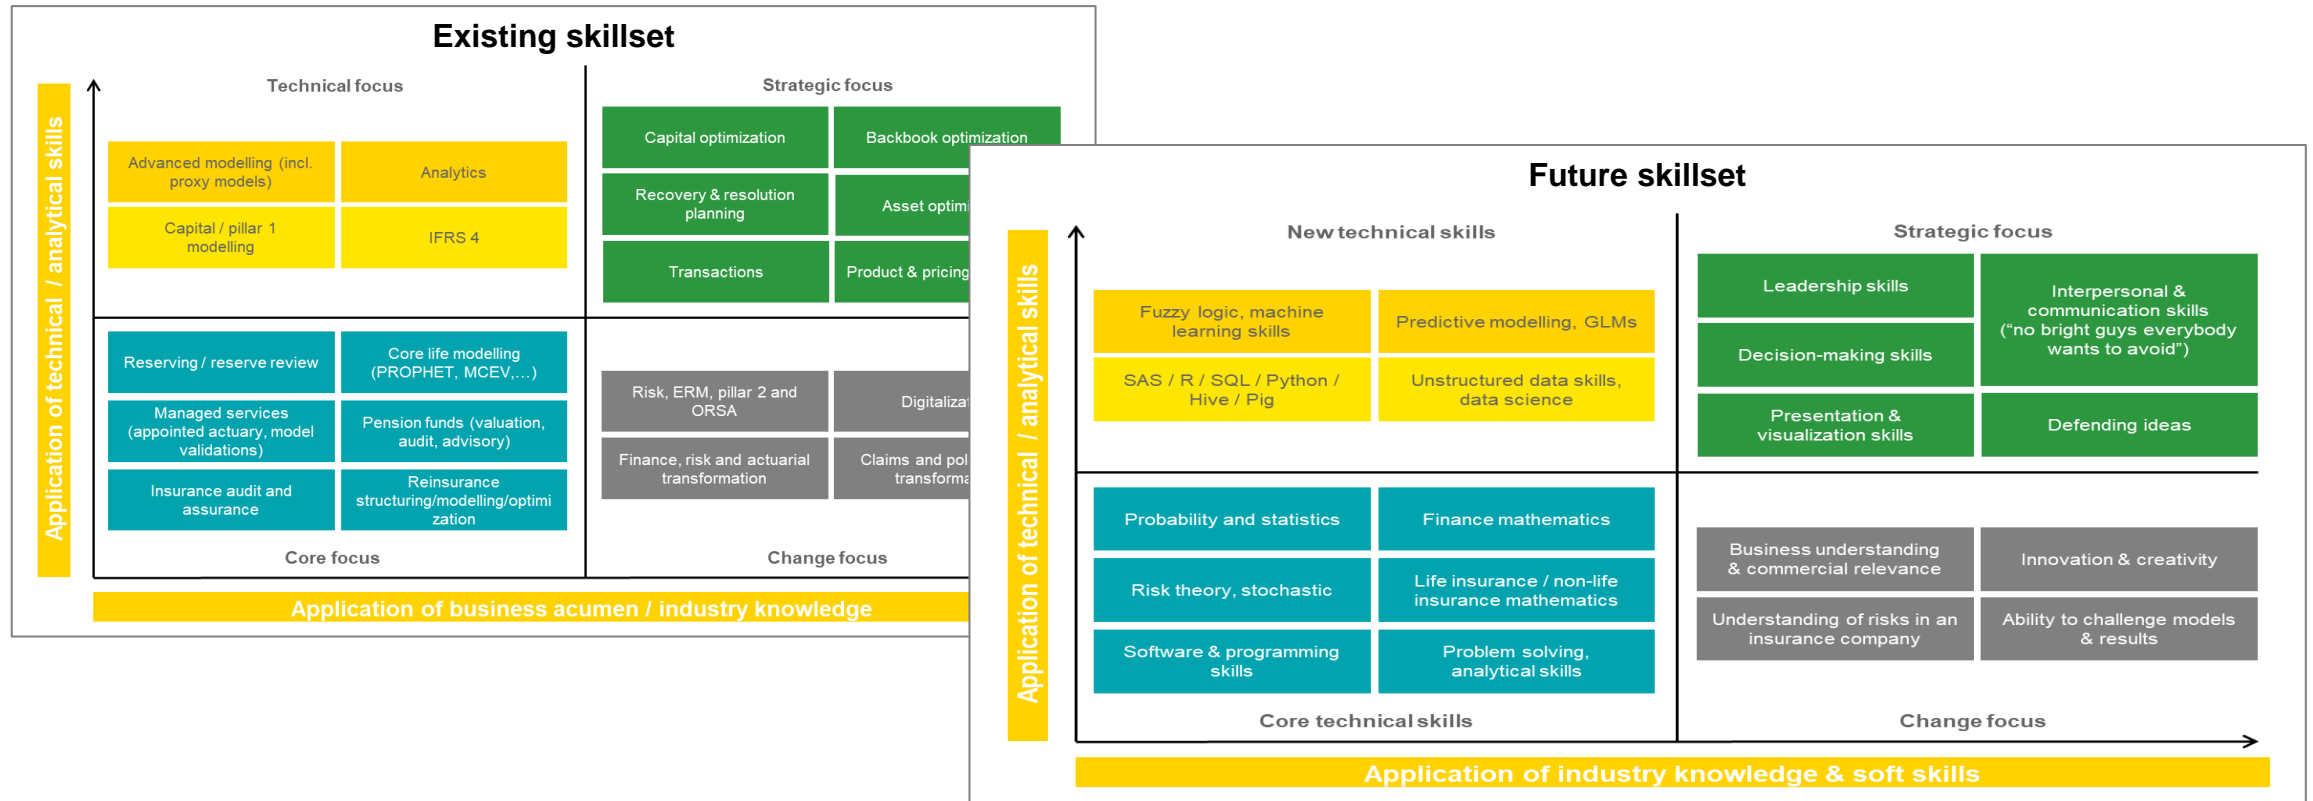 Existing skillset
Technical focus
Strategic focus
Application of technical / analytical skills
Advanced modelling (incl.
proxy models)
Analytics
Capital / pillar 1
modelling
IFRS 4
Capital optimization
Backbook optimization
Recovery & resolution
planning
Asset
Transactions
Product & pricing
Reserving / reserve review
Core life modelling
(PROPHET, MCEV,...)
Managed services
(appointed actuary, model
validations)
Pension funds (valuation,
audit, advisory)
Insurance audit and
assurance
Reinsurance
structuring/modelling/optimi
zation
Risk, ERM, pillar 2 and
ORSA
Finance, risk and actuarial
transformation
Claims and
Core focus
Change focus
Application of business acumen / industry knowledge
Future skillset
New technical skills
Strategic focus
Application of technical / analytical skills
Fuzzy logic, machine
learning skills
Predictive modelling, GLMs
SAS / R / SQL / Python /
Hive / Pig
Unstructured data skills,
data science
Leadership skills
Interpersonal &
communication skills
(“no bright guys everybody
wants to avoid”)
Decision-making skills
Presentation &
visualization skills
Defending ideas
Probability and statistics
Finance mathematics
Risk theory, stochastic
Life insurance / non-life
insurance mathematics
Software & programming
skills
Problem solving,
analytical skills
Business understanding
& commercial relevance
Innovation & creativity
Understanding of risks in an
insurance company
Ability to challenge models
& results
Core technical skills
Change focus
Application of industry knowledge & soft skills